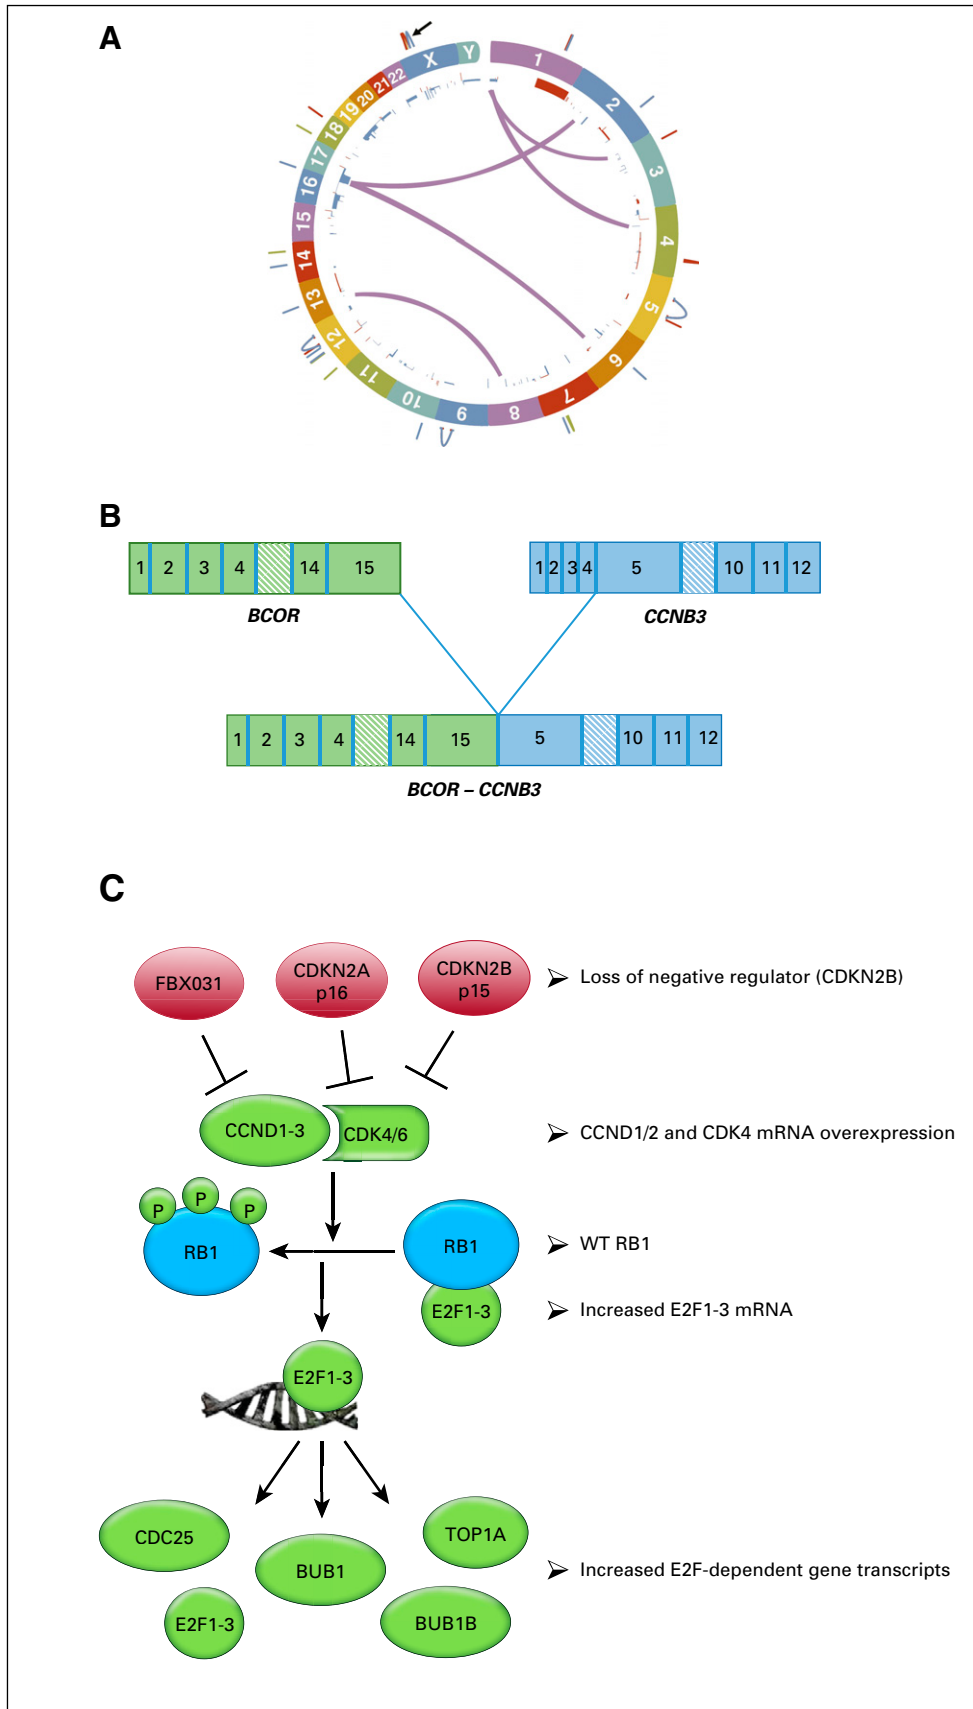 A
1
2
3
4
5
6
7
8
9
10
11
12
13
14
15
16
17
18
19
20
21
22
X
Y
B
1 2 3 4 14 15
1 2 3 4 5 10 11 12
BCOR
CCNB3
1 2 3 4 14 15 5 10 11 12
BCOR – CCNB3
C
FBX031
CDKN2A
p16
CDKN2B
p15
Loss of negative regulator (CDKN2B)
CCND1-3
CDK4/6
CCND1/2 and CDK4 mRNA overexpression
P P P
RB1
RB1
WT RB1
E2F1-3
Increased E2F1-3 mRNA
E2F1-3
CDC25
BUB1
TOP1A
Increased E2F-dependent gene transcripts
E2F1-3
BUB1B